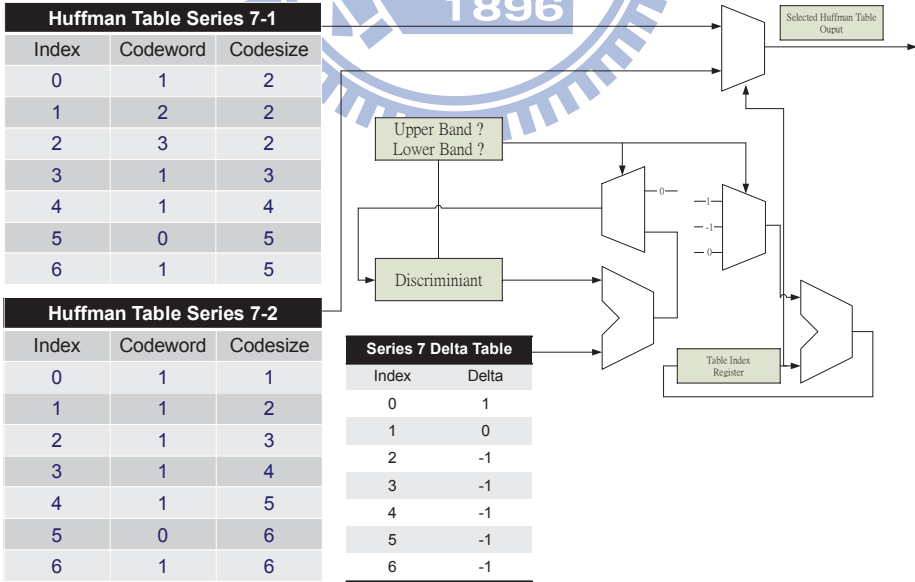 1896
Huffman Table Series 7-1
Index Codeword Codesize
0 1 2
1 2 2
2 3 2
3 1 3
4 1 4
5 0 5
6 1 5
Huffman Table Series 7-2
Index Codeword Codesize
0 1 1
1 1 2
2 1 3
3 1 4
4 1 5
5 0 6
6 1 6
Series 7 Delta Table
Index Delta
0 1
1 0
2 -1
3 -1
4 -1
5 -1
6 -1
Upper Band ?
Lower Band ?
Discriminiant
0
1
-1
0
Table Index
Register
Selected Huffman Table
Ouput